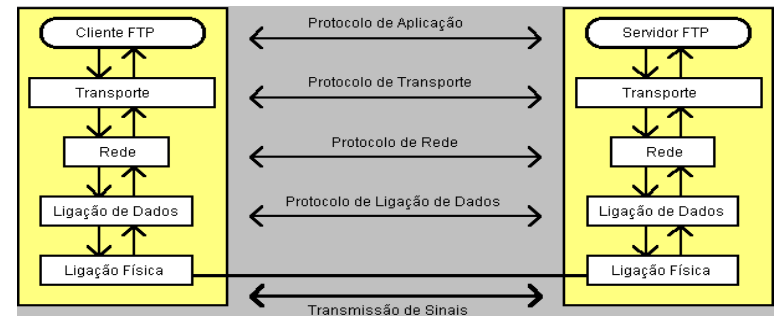 Cliente FTP
Protocolo de Aplicação
Servidor FTP
Transporte
Protocolo de Transporte
Transporte
Rede
Protocolo de Rede
Rede
Ligação de Dados
Protocolo de Ligação de Dados
Ligação de Dados
Ligação Física
Ligação Física
Transmissão de Sinais